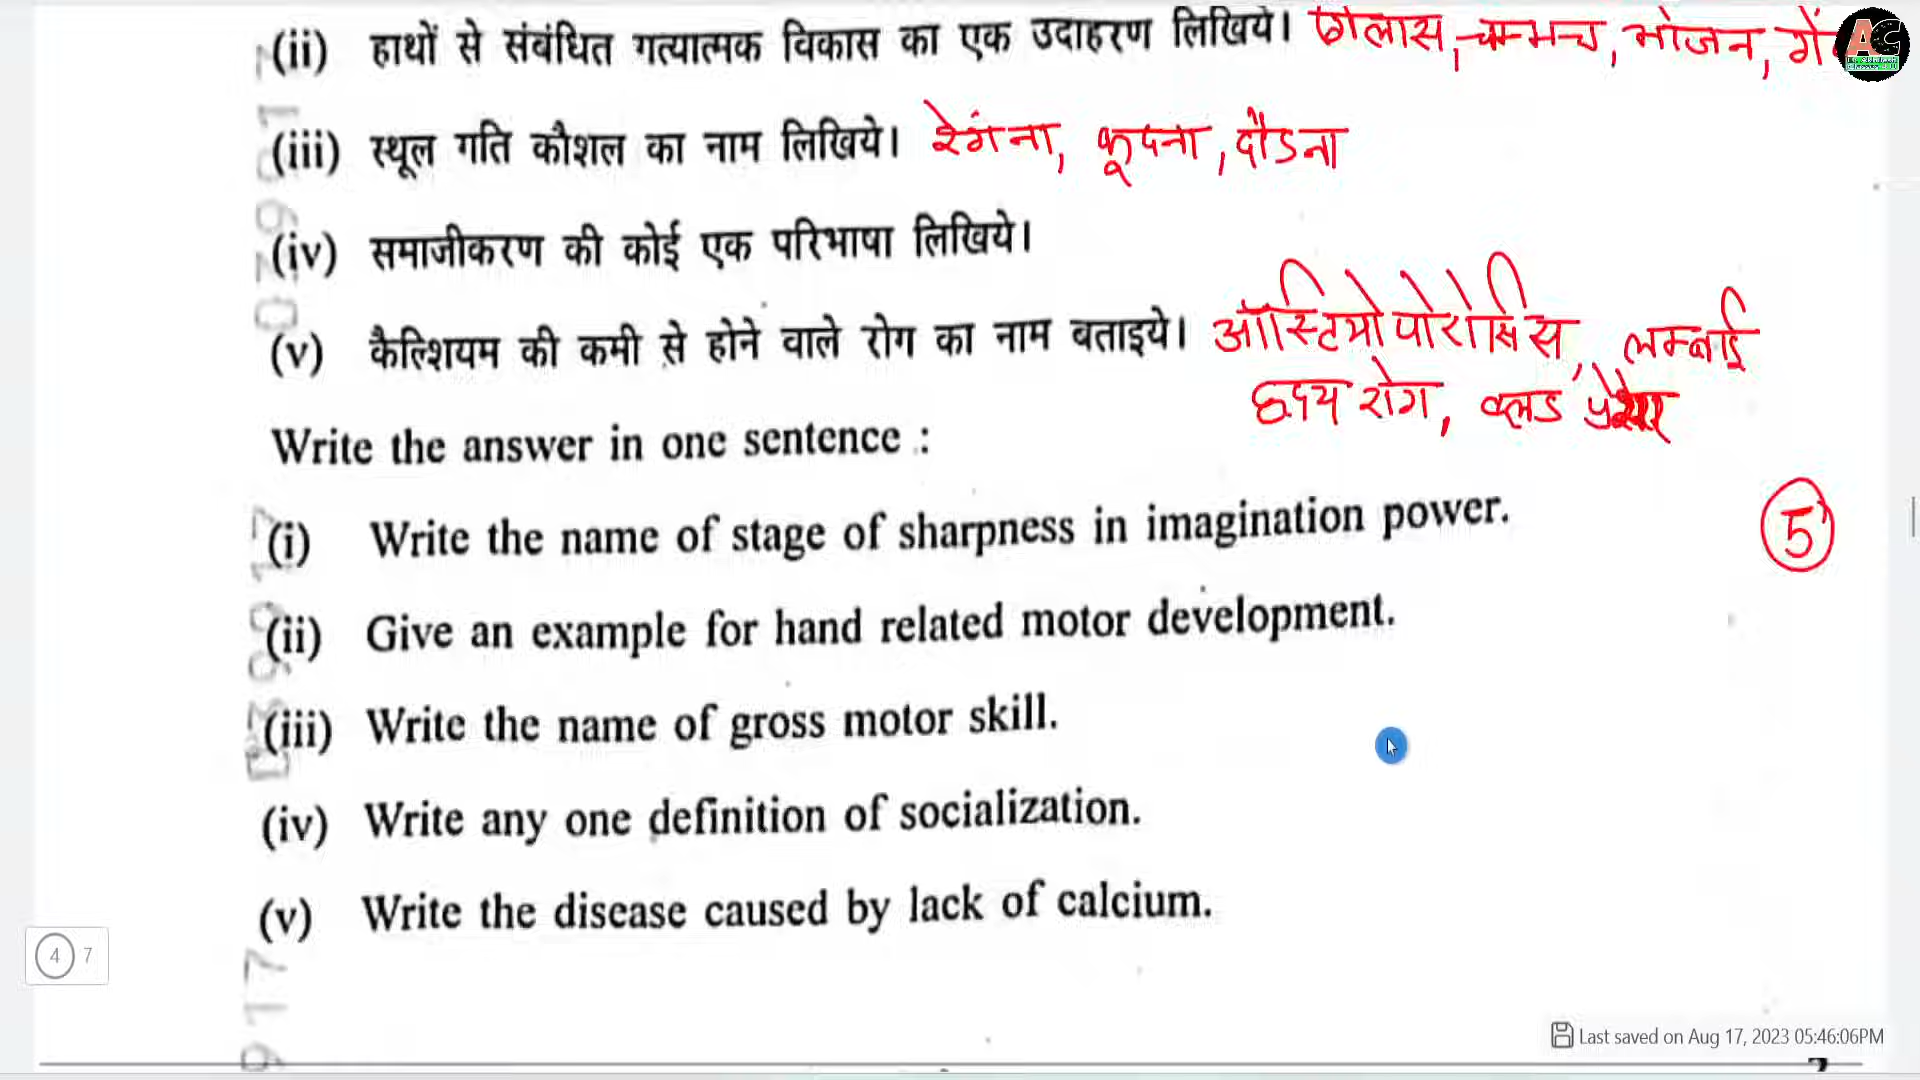 (ii) हाथों से संबंधित गत्यात्मक विकास का एक उदाहरण लिखिये। गिलास, चम्मच, भोजन,
AC
(iii) स्थूल गति कौशल का नाम लिखिये। रेंगना, कूदना, दौडना
(iv) समाजीकरण की कोई एक परिभाषा लिखिये।
(v) कैल्शियम की कमी से होने वाले रोग का नाम बताइये। ऑस्टियोपोरोसिस, लम्बाई
हृदय रोग, ब्लड
Write the answer in one sentence :
(i) Write the name of stage of sharpness in imagination power.
5
(ii) Give an example for hand related motor development.
(iii) Write the name of gross motor skill.
(iv) Write any one definition of socialization.
(v) Write the disease caused by lack of calcium.
4 7
Last saved on Aug 17, 2023 05:46:06PM